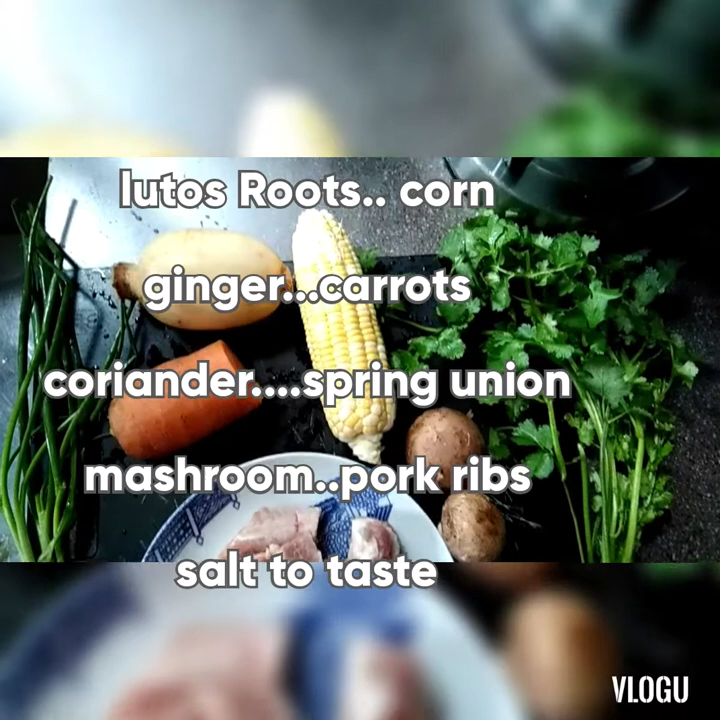 lutos Roots.. corn
ginger...carrots
coriander....spring union
mashroom..pork ribs
salt to taste
VLOGU